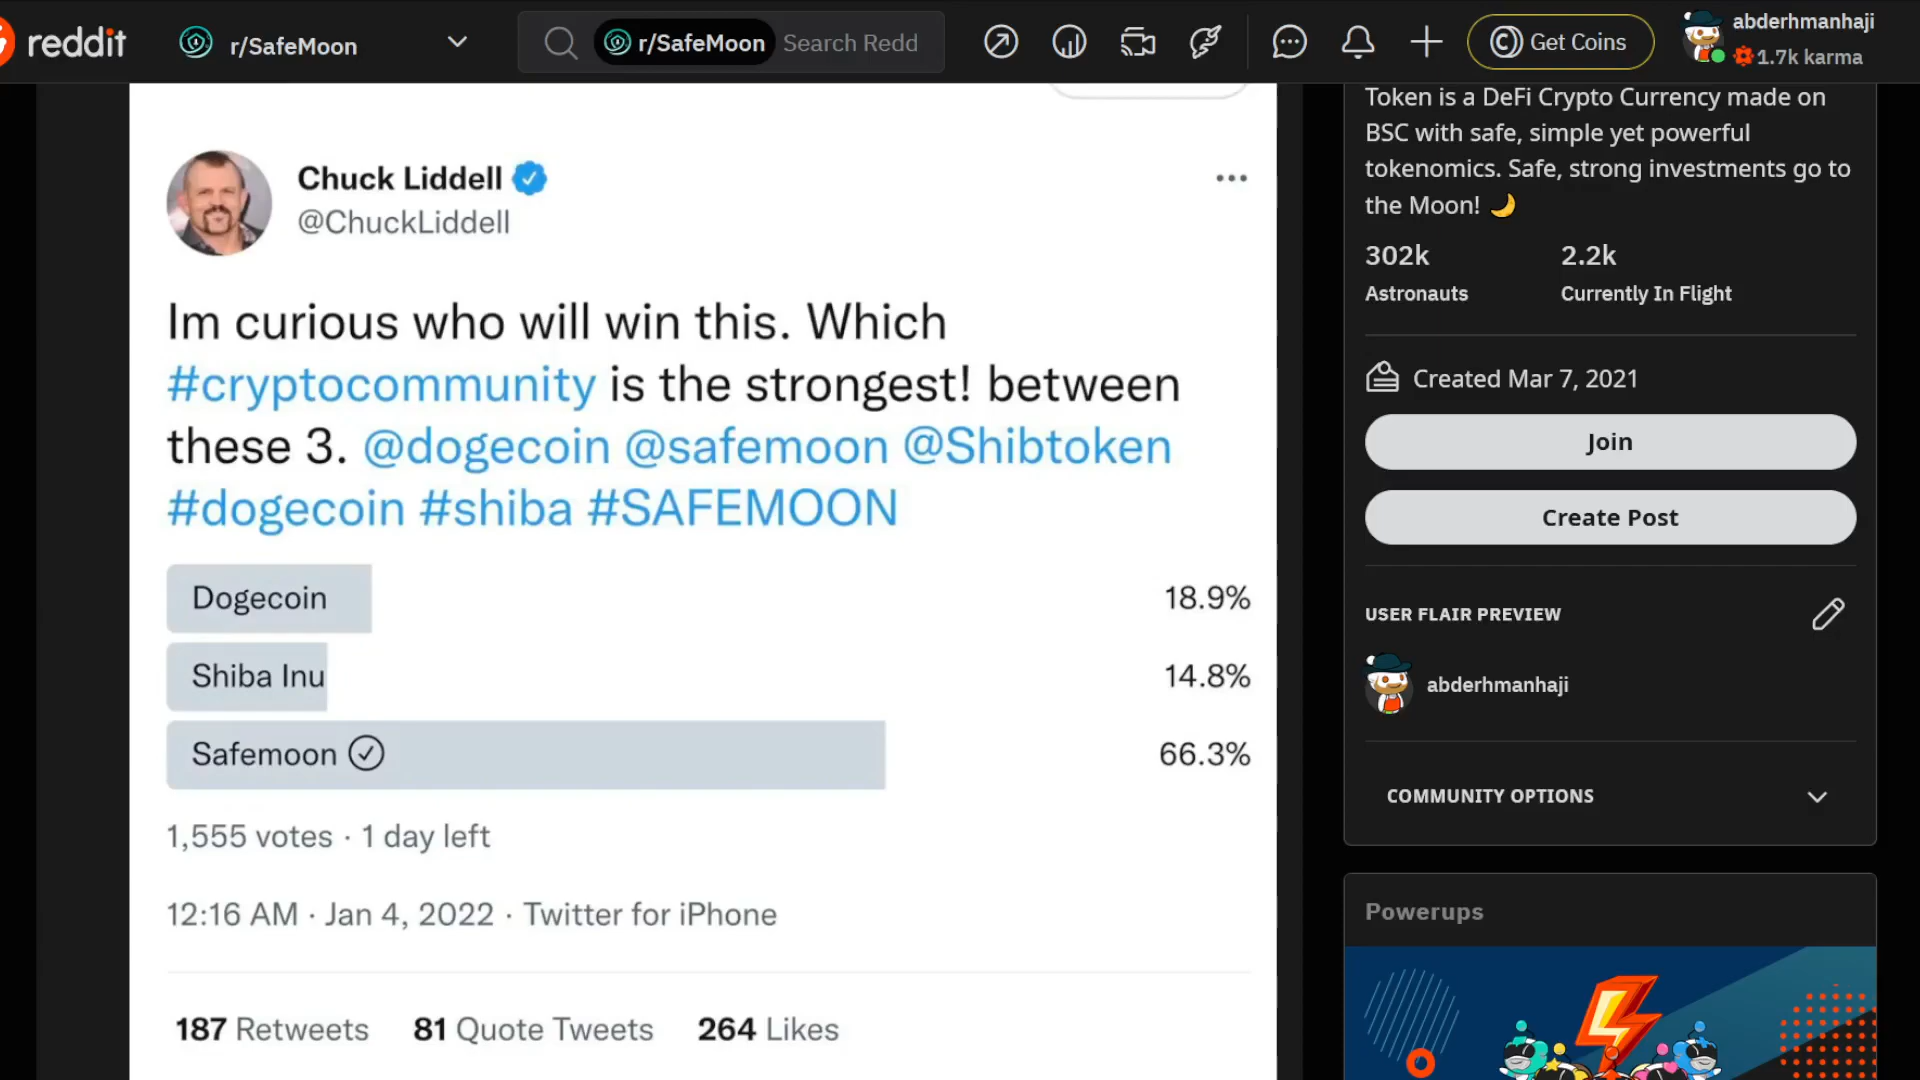 reddit
r/SafeMoon
r/SafeMoon
Search Redd
Get Coins
abderhmanhaji
1.7k karma
Chuck Liddell
@ChuckLiddell
Im curious who will win this. Which
#cryptocommunity is the strongest! between
these 3. @dogecoin @safemoon @Shibtoken
#dogecoin #shiba #SAFEMOON
Dogecoin 18.9%
Shiba Inu 14.8%
Safemoon 66.3%
1,555 votes · 1 day left
12:16 AM · Jan 4, 2022 · Twitter for iPhone
187 Retweets 81 Quote Tweets 264 Likes
Token is a DeFi Crypto Currency made on
BSC with safe, simple yet powerful
tokenomics. Safe, strong investments go to
the Moon! 🌙
302k 2.2k
Astronauts Currently In Flight
Created Mar 7, 2021
Join
Create Post
USER FLAIR PREVIEW
abderhmanhaji
COMMUNITY OPTIONS
Powerups